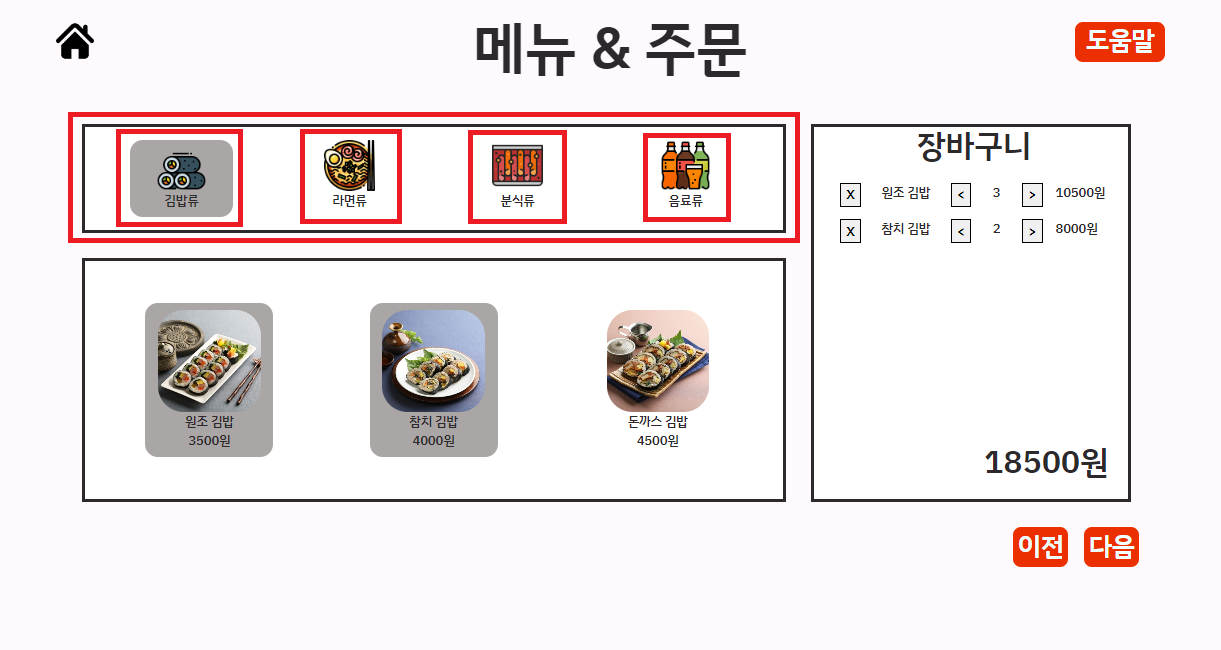 메뉴 & 주문
도움말
김밥류
라면류
분식류
음료류
원조 김밥
3500원
참치 김밥
4000원
돈까스 김밥
4500원
장바구니
X 원조 김밥 < 3 > 10500원
X 참치 김밥 < 2 > 8000원
18500원
이전
다음